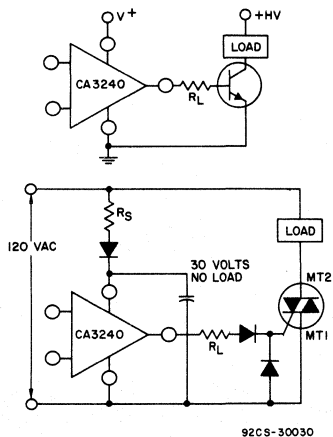 V+
+HV
LOAD
CA3240
RL
RS
120 VAC
LOAD
30 VOLTS
NO LOAD
MT2
CA3240
RL
MT1
92CS-30030